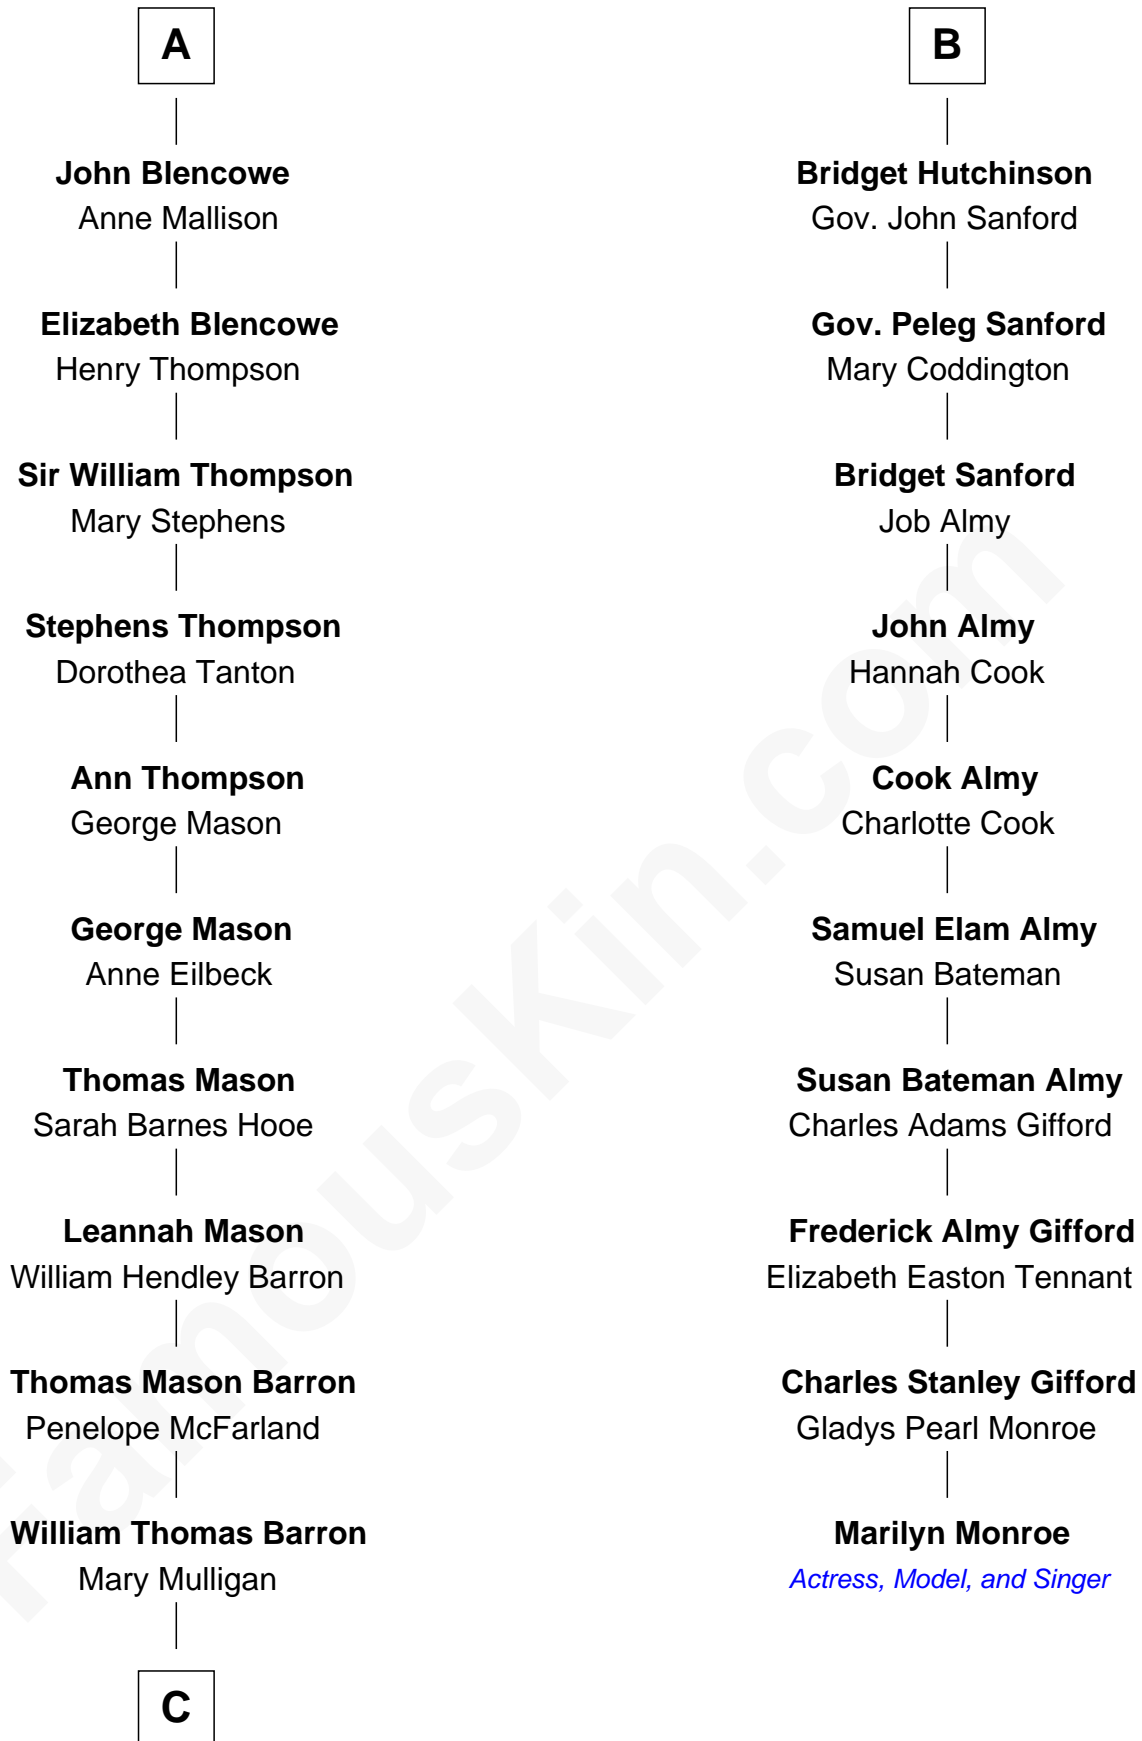 A
John Blencowe
Anne Mallison
Elizabeth Blencowe
Henry Thompson
Sir William Thompson
Mary Stephens
Stephens Thompson
Dorothea Tanton
Ann Thompson
George Mason
George Mason
Anne Eilbeck
Thomas Mason
Sarah Barnes Hooe
Leannah Mason
William Hendley Barron
Thomas Mason Barron
Penelope McFarland
William Thomas Barron
Mary Mulligan
C
B
Bridget Hutchinson
Gov. John Sanford
Gov. Peleg Sanford
Mary Coddington
Bridget Sanford
Job Almy
John Almy
Hannah Cook
Cook Almy
Charlotte Cook
Samuel Elam Almy
Susan Bateman
Susan Bateman Almy
Charles Adams Gifford
Frederick Almy Gifford
Elizabeth Easton Tennant
Charles Stanley Gifford
Gladys Pearl Monroe
Marilyn Monroe
Actress, Model, and Singer
FamousKin.com